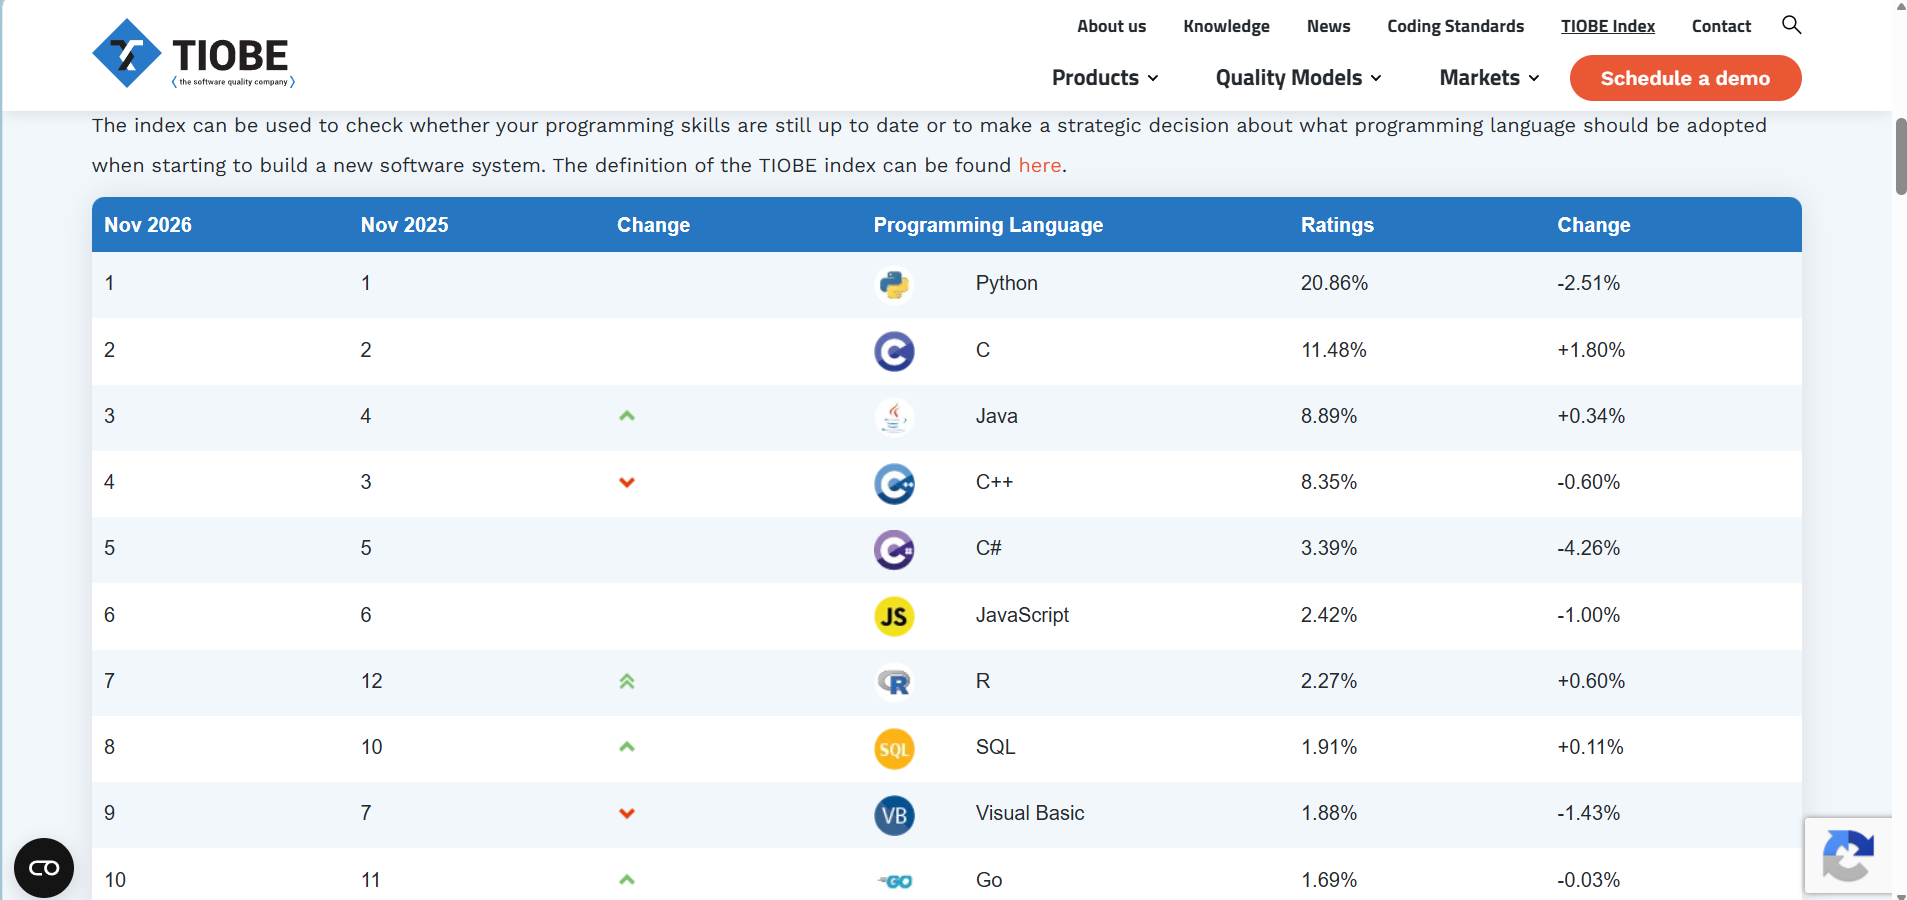 TIOBE
(the software quality company)
About us Knowledge News Coding Standards TIOBE Index Contact
Products Quality Models Markets Schedule a demo
The index can be used to check whether your programming skills are still up to date or to make a strategic decision about what programming language should be adopted
when starting to build a new software system. The definition of the TIOBE index can be found here.
Nov 2026 Nov 2025 Change Programming Language Ratings Change
1 1 Python 20.86% -2.51%
2 2 C C 11.48% +1.80%
3 4 Java 8.89% +0.34%
4 3 C++ C++ 8.35% -0.60%
5 5 C# C# 3.39% -4.26%
6 6 JS JavaScript 2.42% -1.00%
7 12 R R 2.27% +0.60%
8 10 SQL SQL 1.91% +0.11%
9 7 VB Visual Basic 1.88% -1.43%
10 11 GO Go 1.69% -0.03%